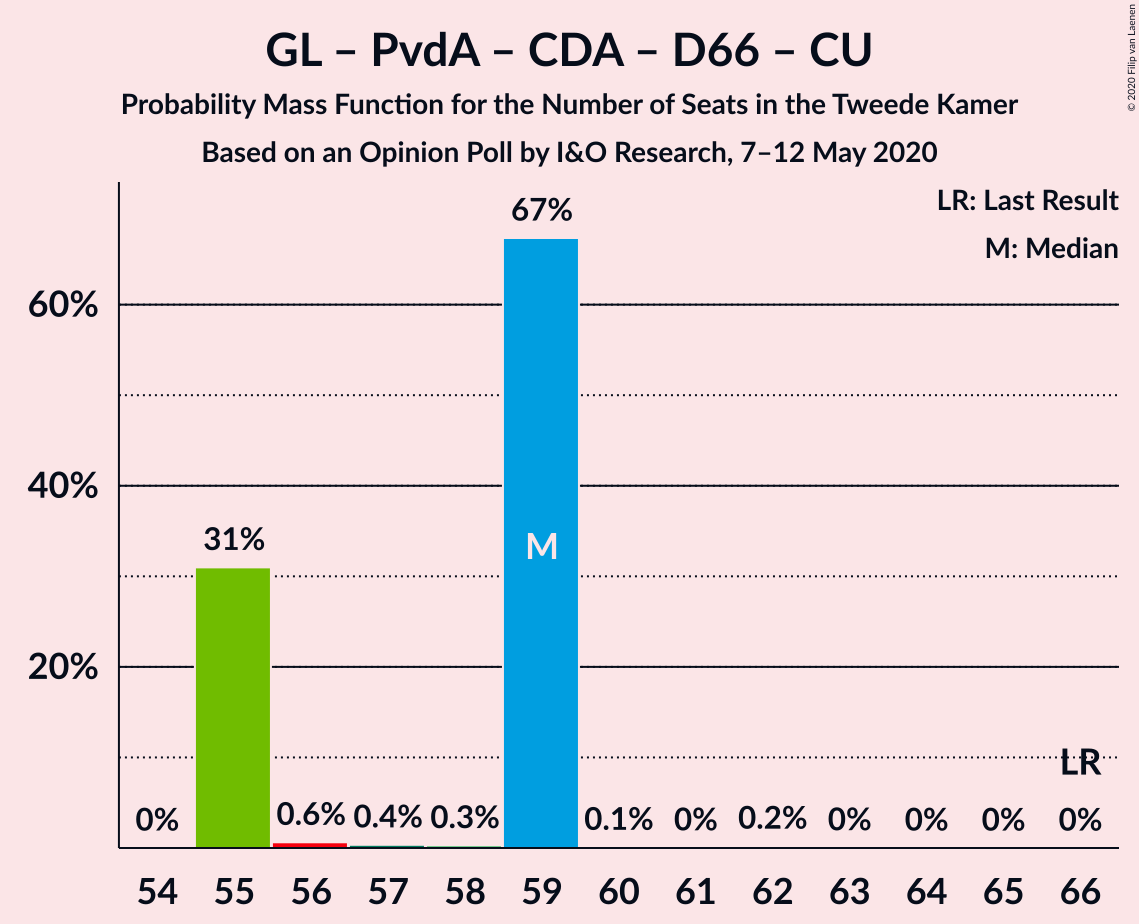 GL – PvdA – CDA – D66 – CU
Probability Mass Function for the Number of Seats in the Tweede Kamer
Based on an Opinion Poll by I&O Research, 7–12 May 2020
© 2020 Filip van Laenen
LR: Last Result
M: Median
67%
60%
40%
31%
M
20%
LR
0% 0.6% 0.4% 0.3% 0.1% 0% 0.2% 0% 0% 0% 0%
54 55 56 57 58 59 60 61 62 63 64 65 66